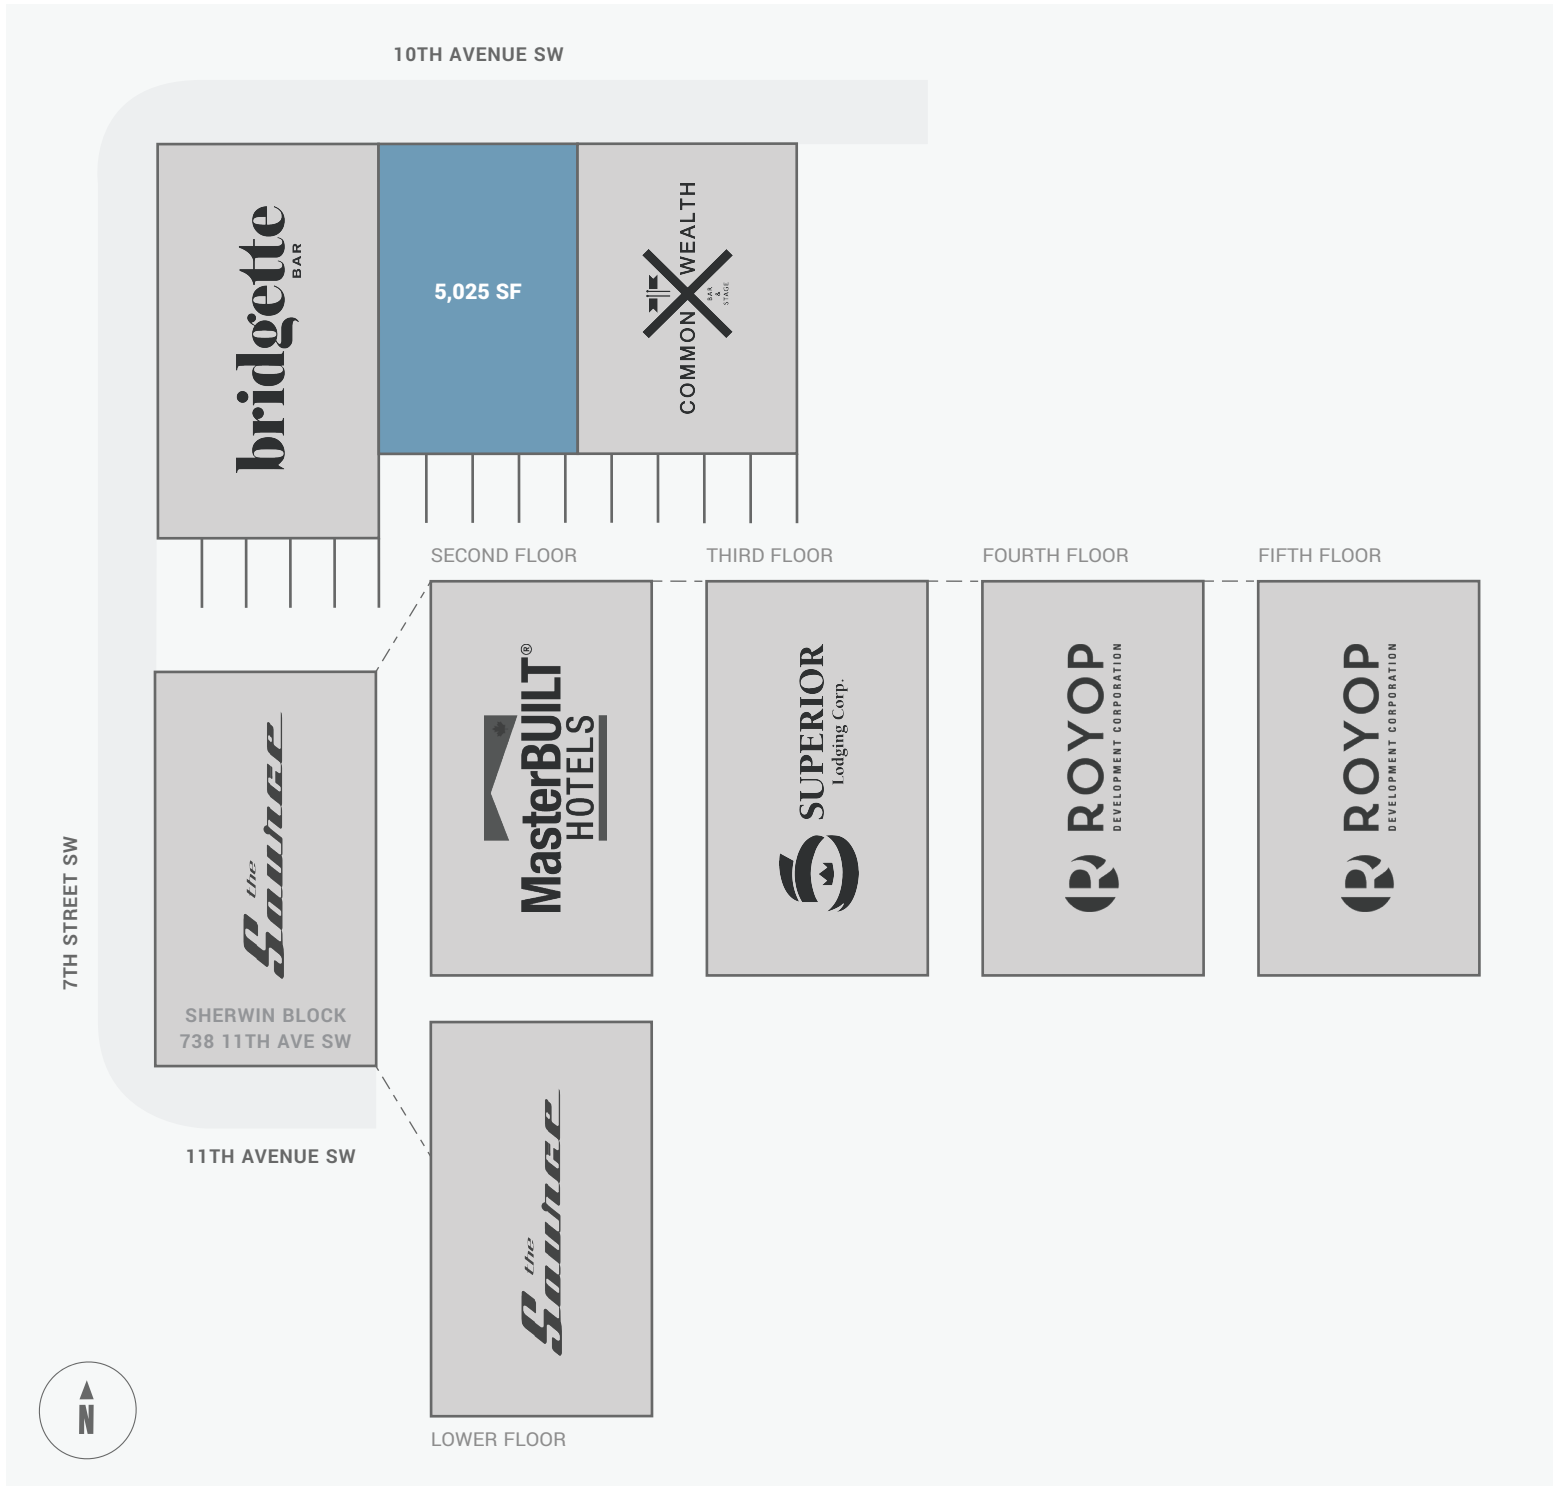 10TH AVENUE SW
bridgette
BAR
5,025 SF
COMMON WEALTH
BAR
&
STAGE
SECOND FLOOR
THIRD FLOOR
FOURTH FLOOR
FIFTH FLOOR
MasterBUILT®
HOTELS
SUPERIOR
Lodging Corp.
R ROYOP
DEVELOPMENT CORPORATION
R ROYOP
DEVELOPMENT CORPORATION
7TH STREET SW
the
Source
SHERWIN BLOCK
738 11TH AVE SW
11TH AVENUE SW
the
Source
LOWER FLOOR
N